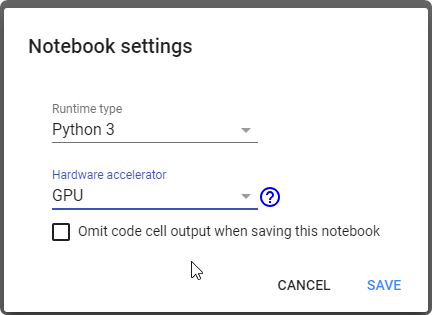 Notebook settings
Runtime type
Python 3
Hardware accelerator
GPU
?
Omit code cell output when saving this notebook
CANCEL SAVE